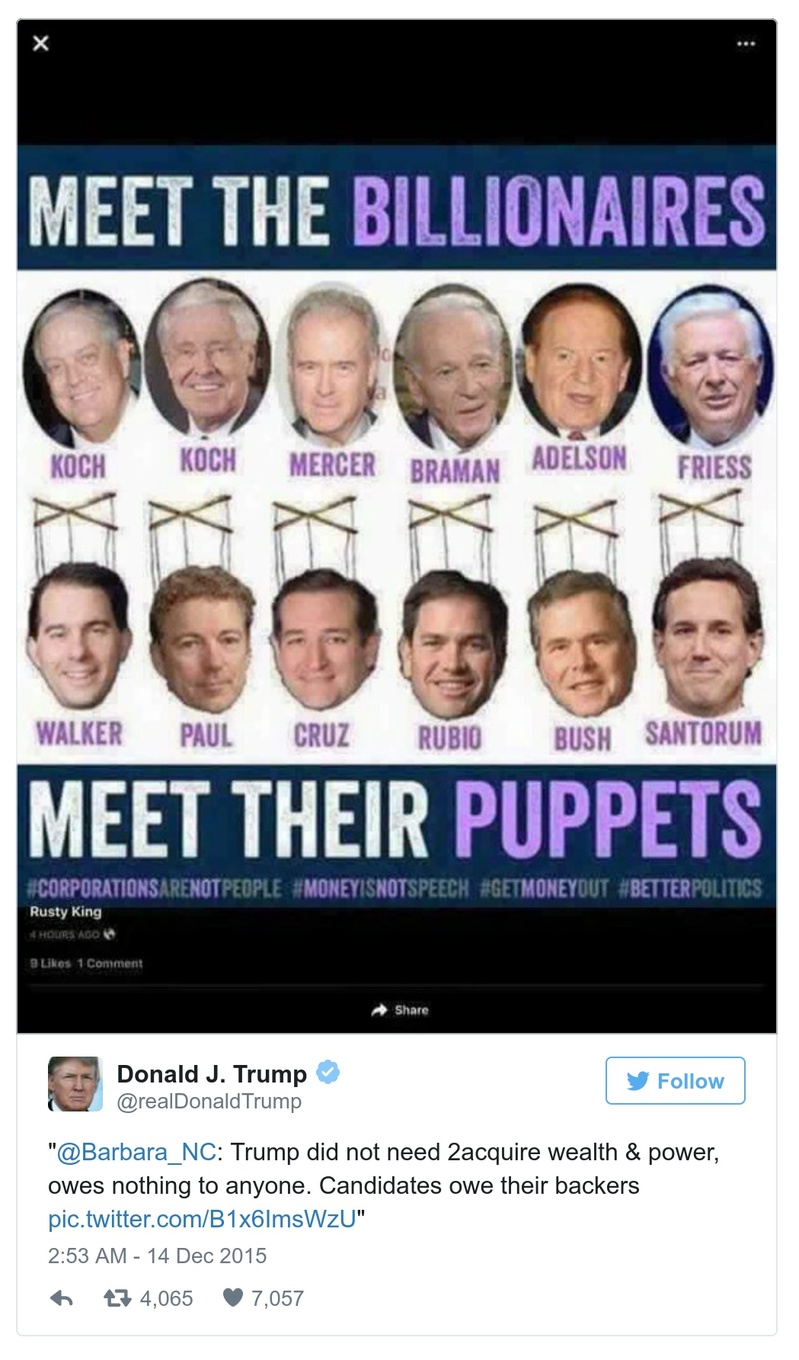 MEET THE BILLIONAIRES
KOCH KOCH MERCER BRAMAN ADELSON FRIESS
WALKER PAUL CRUZ RUBIO BUSH SANTORUM
MEET THEIR PUPPETS
#CORPORATIONSARENOTPEOPLE #MONEYISNOTSPEECH #GETMONEYOUT #BETTERPOLITICS
Rusty King
4 HOURS AGO
9 Likes 1 Comment
Share
Donald J. Trump
@realDonaldTrump
Follow
"@Barbara_NC: Trump did not need 2acquire wealth & power,
owes nothing to anyone. Candidates owe their backers
pic.twitter.com/B1x6ImsWzU"
2:53 AM - 14 Dec 2015
4,065 7,057